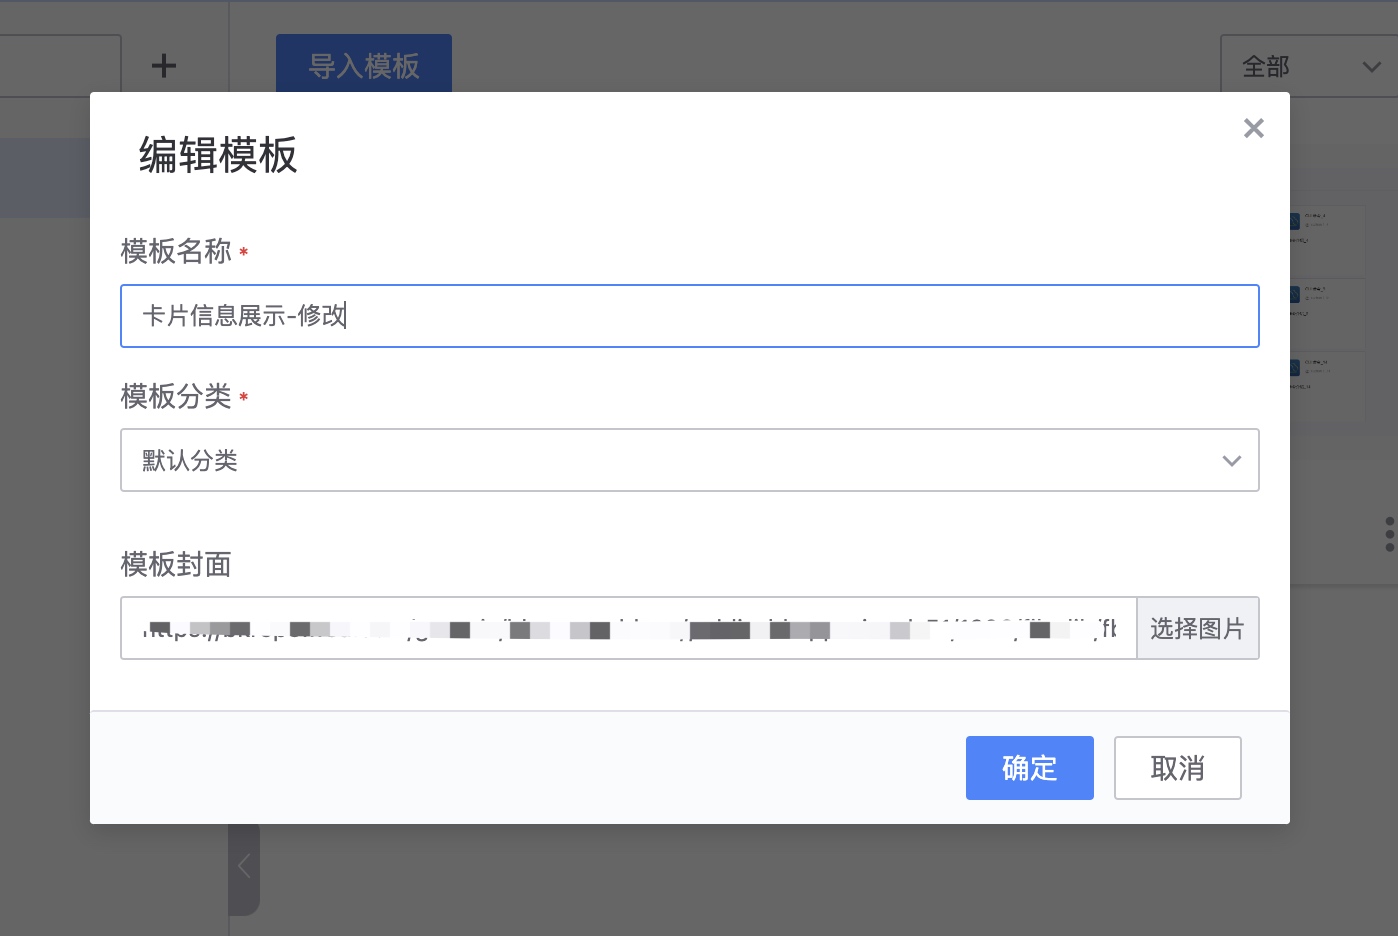 导入模板
全部
编辑模板
模板名称 *
卡片信息展示-修改
模板分类 *
默认分类
模板封面
选择图片
确定
取消